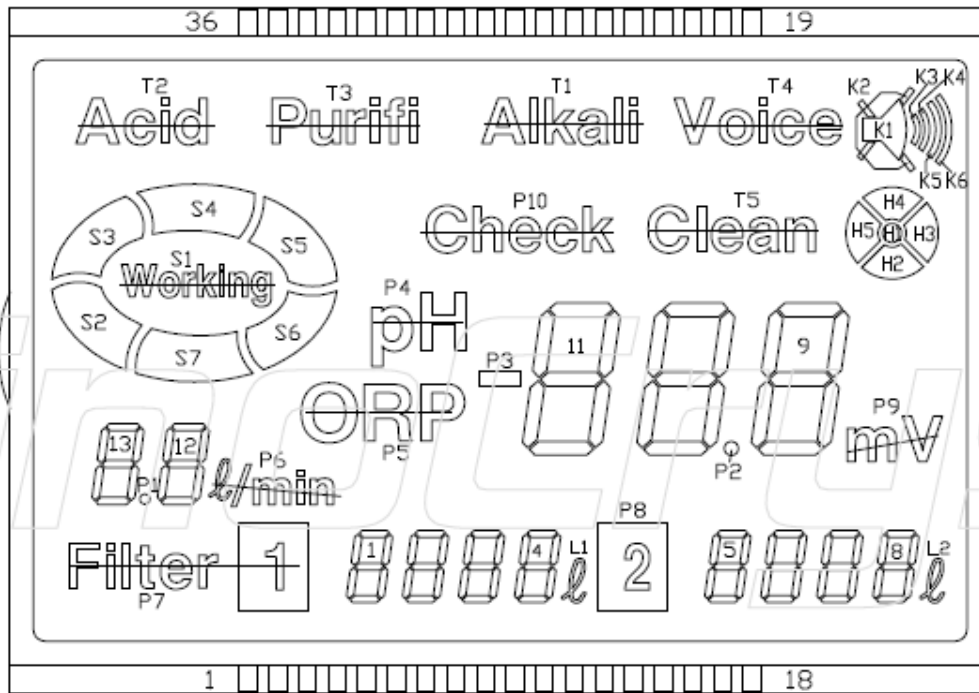 36 19
T2 T3 T1 T4 K2 K3 K4
Acid Purifi Alkali Voice K1
K5 K6
P10 T5 H4
Check Clean H5 H1 H3
H2
S4
S3 S5
S1
Working
S2 S6
S7
P4
pH
P3 11 9
ORP
P5
P9
mV
P2
13 12
P1 P6
ℓ/min
P8
Filter 1 1 4 L1 ℓ 2 5 8 L2 ℓ
P7
1 18